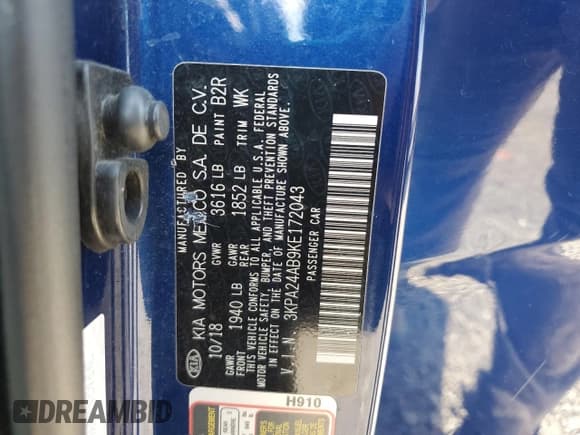 MANUFACTURED BY
KIA MOTORS MEXICO S.A. DE C.V.
10/18 GVWR 3616 LB PAINT B2R
GAWR FRONT 1940 LB GAWR REAR 1852 LB TRIM WK
THIS VEHICLE CONFORMS TO ALL APPLICABLE U.S.A. FEDERAL
MOTOR VEHICLE SAFETY, BUMPER, AND THEFT PREVENTION STANDARDS
IN EFFECT ON THE DATE OF MANUFACTURE SHOWN ABOVE.
V.I.N. 3KPA24AB9KE172043
PASSENGER CAR
KIA
H910
DREAMBID